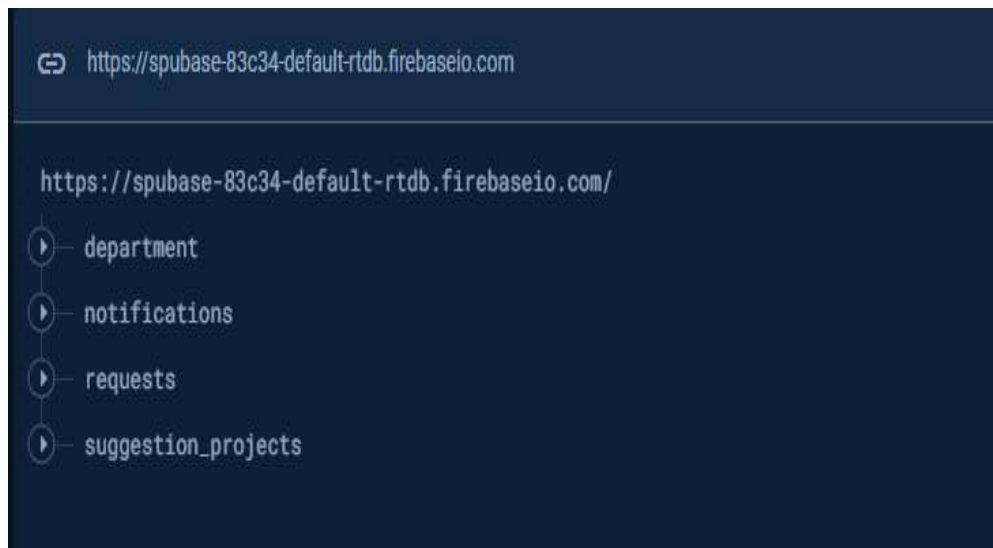 https://spubase-83c34-default-rtdb.firebaseio.com
https://spubase-83c34-default-rtdb.firebaseio.com/
department
notifications
requests
suggestion_projects